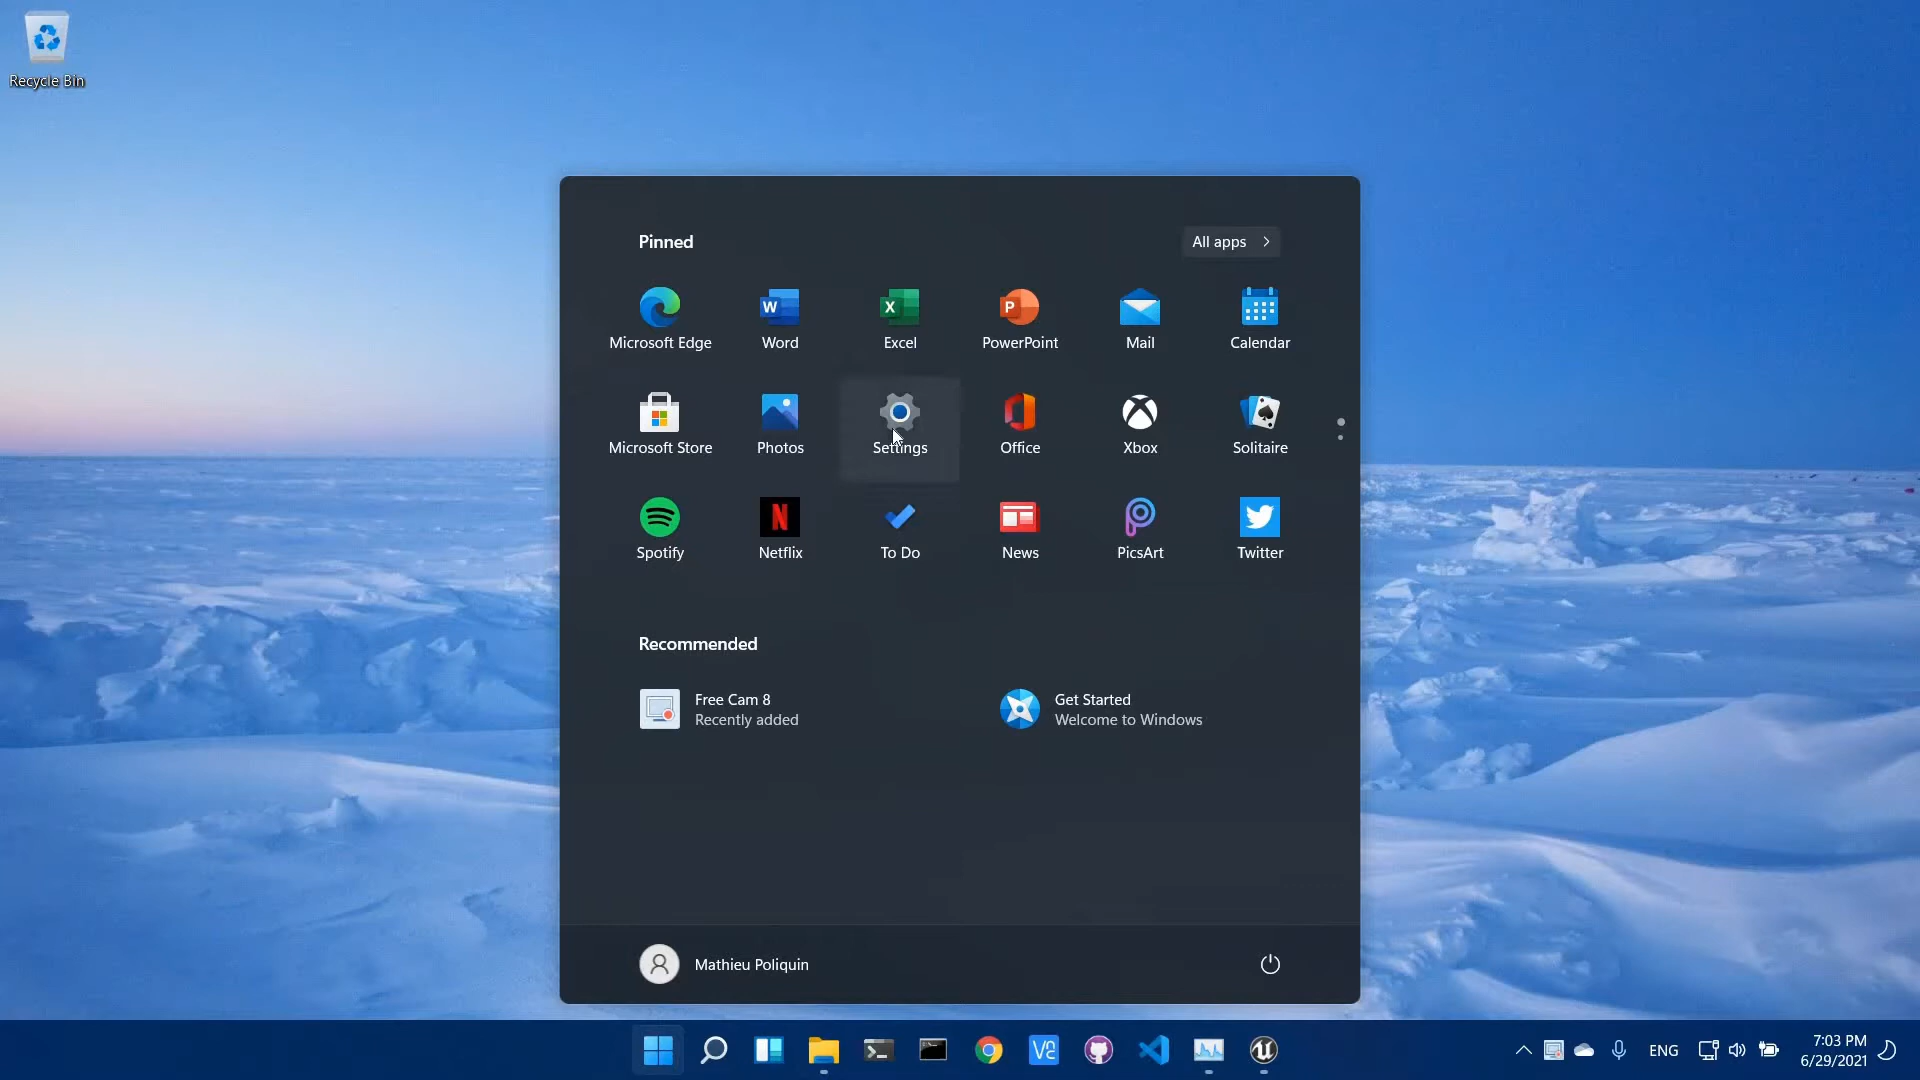 Recycle Bin
Pinned
All apps
Microsoft Edge
Word
Excel
PowerPoint
Mail
Calendar
Microsoft Store
Photos
Settings
Office
Xbox
Solitaire
Spotify
Netflix
To Do
News
PicsArt
Twitter
Recommended
Free Cam 8
Recently added
Get Started
Welcome to Windows
Mathieu Poliquin
ENG
7:03 PM
6/29/2021